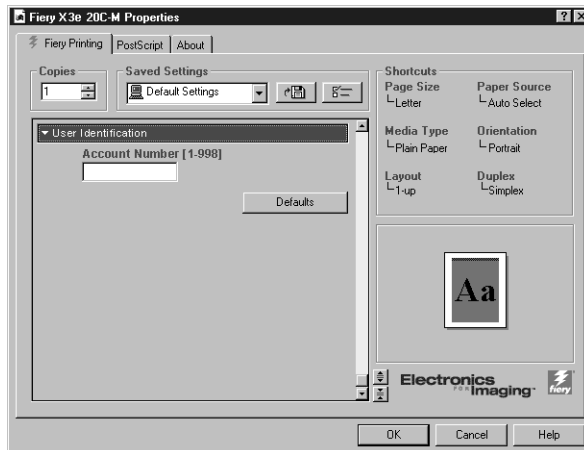 Fiery X3e 20C-M Properties
Fiery Printing PostScript About
Copies
1
Saved Settings
Default Settings
User Identification
Account Number [1-998]
Defaults
Shortcuts
Page Size
Letter
Paper Source
Auto Select
Media Type
Plain Paper
Orientation
Portrait
Layout
1-up
Duplex
Simplex
Aa
Electronics
FOR Imaging
fiery
OK Cancel Help